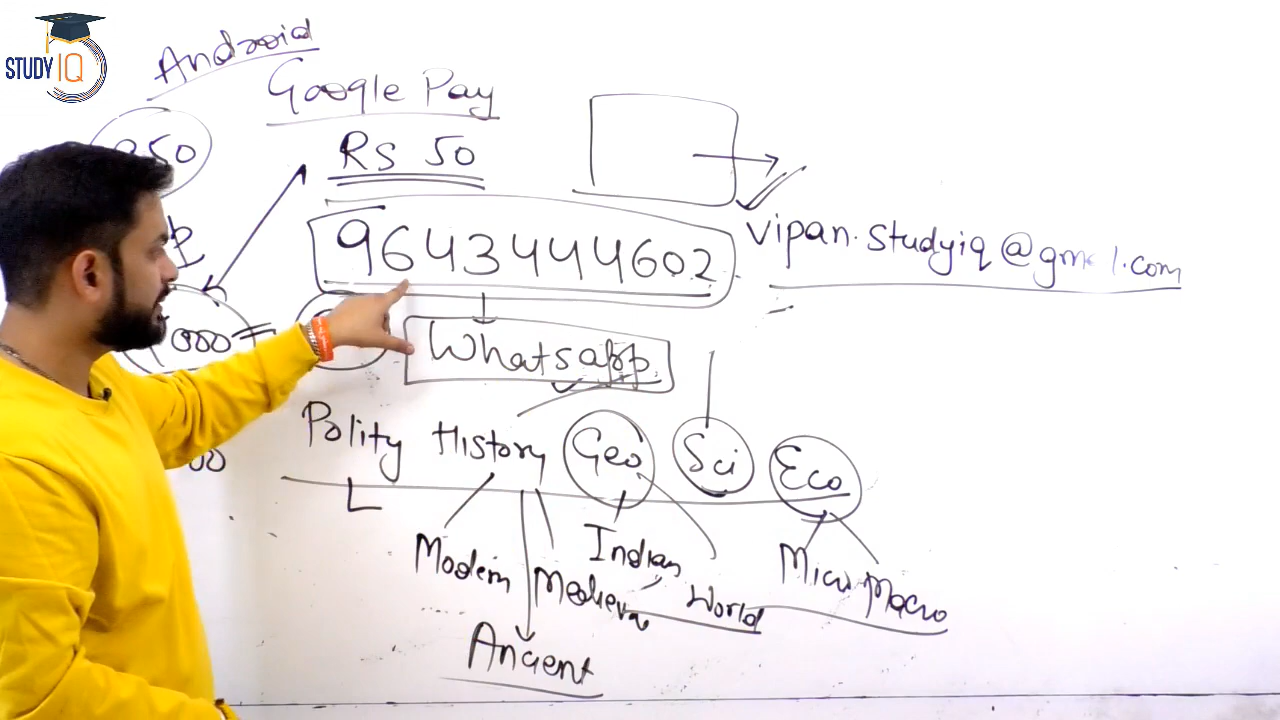 STUDY IQ
Android
Google Pay
Rs 50
9643444602
vipan.studyiq@gmail.com
Whatsapp
Polity History Geo Sci Eco
Modern Medieval Indian World Micro Macro
Ancient